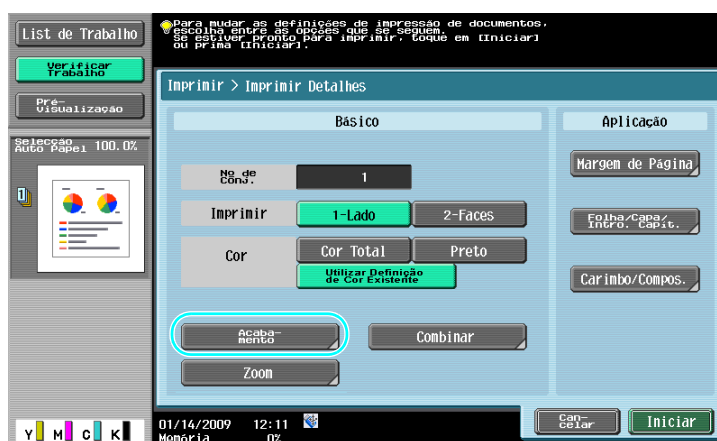 List de Trabalho
Verificar
Trabalho
Pré-
Visualização
Selecção
Auto Papel 100.0%
1
Para mudar as definições de impressão de documentos,
escolha entre as opções que se seguem.
Se estiver pronto para imprimir, toque em [Iniciar]
ou prima [Iniciar].
Imprimir > Imprimir Detalhes
Básico
Nº de
Conj.
1
Imprimir
1-Lado
2-Faces
Cor
Cor Total
Preto
Utilizar Definição
de Cor Existente
Acaba-
mento
Combinar
Zoom
Aplicação
Margem de Página
Folha/Capa/
Intro. Capít.
Carimbo/Compos.
Y M C K
01/14/2009 12:11
Memória 0%
Can-
celar
Iniciar